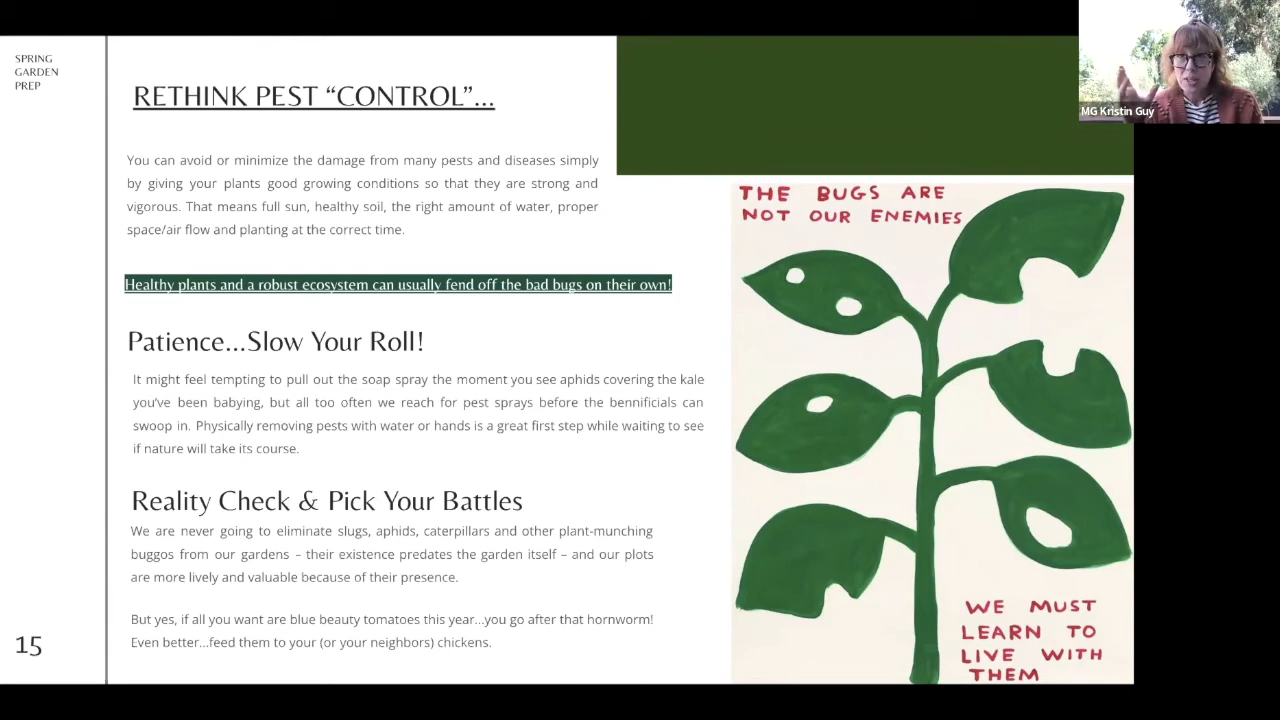 SPRING
GARDEN
PREP
RETHINK PEST “CONTROL”...
You can avoid or minimize the damage from many pests and diseases simply
by giving your plants good growing conditions so that they are strong and
vigorous. That means full sun, healthy soil, the right amount of water, proper
space/air flow and planting at the correct time.
Healthy plants and a robust ecosystem can usually fend off the bad bugs on their own!
Patience...Slow Your Roll!
It might feel tempting to pull out the soap spray the moment you see aphids covering the kale
you’ve been babying, but all too often we reach for pest sprays before the bennificials can
swoop in. Physically removing pests with water or hands is a great first step while waiting to see
if nature will take its course.
Reality Check & Pick Your Battles
We are never going to eliminate slugs, aphids, caterpillars and other plant-munching
buggos from our gardens – their existence predates the garden itself – and our plots
are more lively and valuable because of their presence.
But yes, if all you want are blue beauty tomatoes this year...you go after that hornworm!
Even better...feed them to your (or your neighbors) chickens.
15
THE BUGS ARE
NOT OUR ENEMIES
WE MUST
LEARN TO
LIVE WITH
THEM
MG Kristin Guy